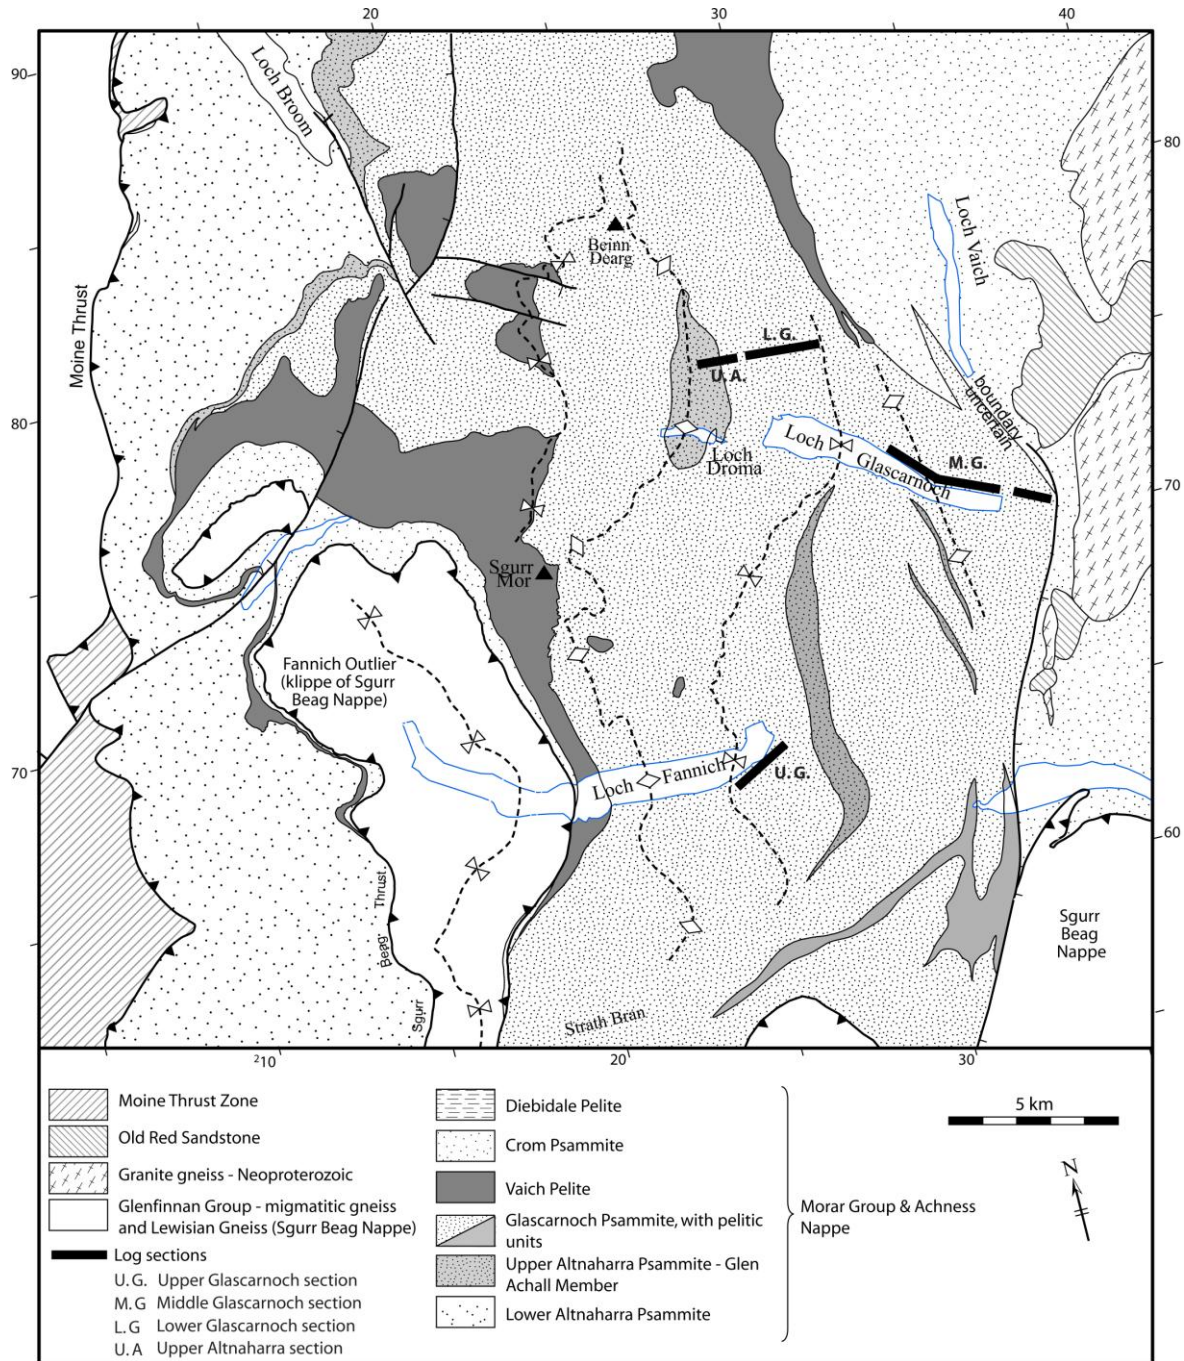 20
30
40
90
80
80
70
70
60
Loch Broom
Moine Thrust
Beinn
Dearg
Loch Vaich
L. G.
U. A.
boundary
uncertain
Loch
Droma
Loch Glascarnoch
M. G.
Sgurr
Mor
Fannich Outlier
(klippe of Sgurr
Beag Nappe)
Loch Fannich
U. G.
Sgurr Beag Thrust
Sgurr
Beag
Nappe
Strath Bran
²10
20
30
Moine Thrust Zone
Old Red Sandstone
Granite gneiss - Neoproterozoic
Glenfinnan Group - migmatitic gneiss
and Lewisian Gneiss (Sgurr Beag Nappe)
Log sections
U. G. Upper Glascarnoch section
M. G Middle Glascarnoch section
L. G Lower Glascarnoch section
U. A Upper Altnaharra section
Diebidale Pelite
Crom Psammite
Vaich Pelite
Glascarnoch Psammite, with pelitic
units
Upper Altnaharra Psammite - Glen
Achall Member
Lower Altnaharra Psammite
Morar Group & Achness
Nappe
5 km
N